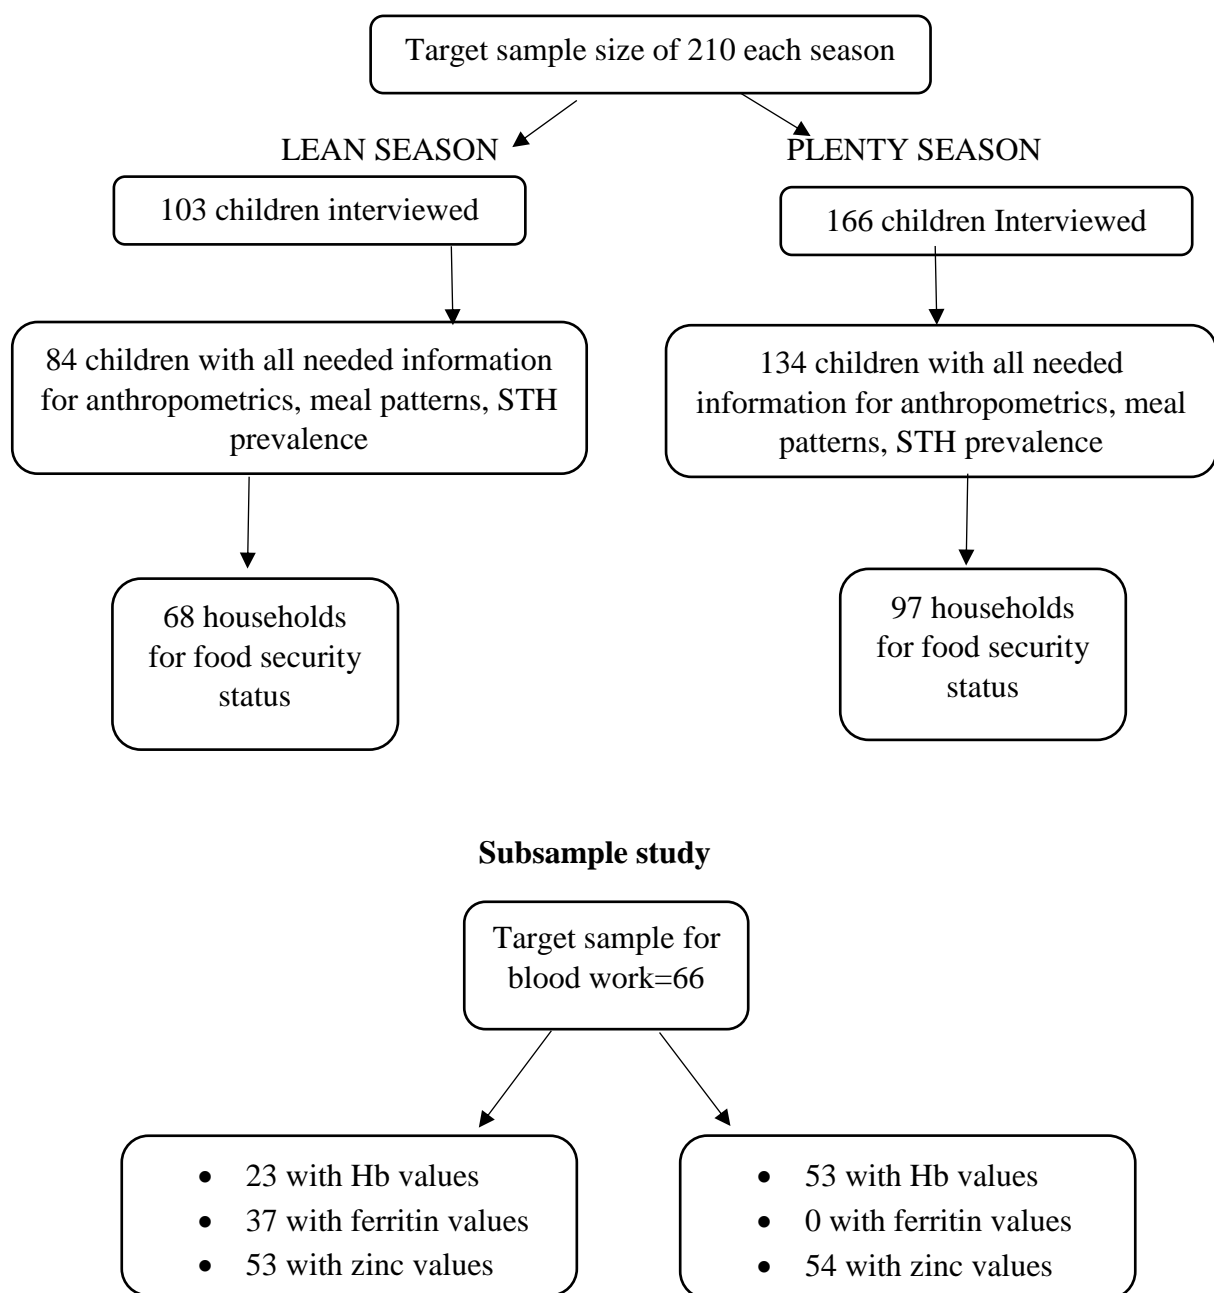 Target sample size of 210 each season
LEAN SEASON
PLENTY SEASON
103 children interviewed
166 children Interviewed
84 children with all needed information
for anthropometrics, meal patterns, STH
prevalence
134 children with all needed
information for anthropometrics, meal
patterns, STH prevalence
68 households
for food security
status
97 households
for food security
status
Subsample study
Target sample for
blood work=66
• 23 with Hb values
• 37 with ferritin values
• 53 with zinc values
• 53 with Hb values
• 0 with ferritin values
• 54 with zinc values